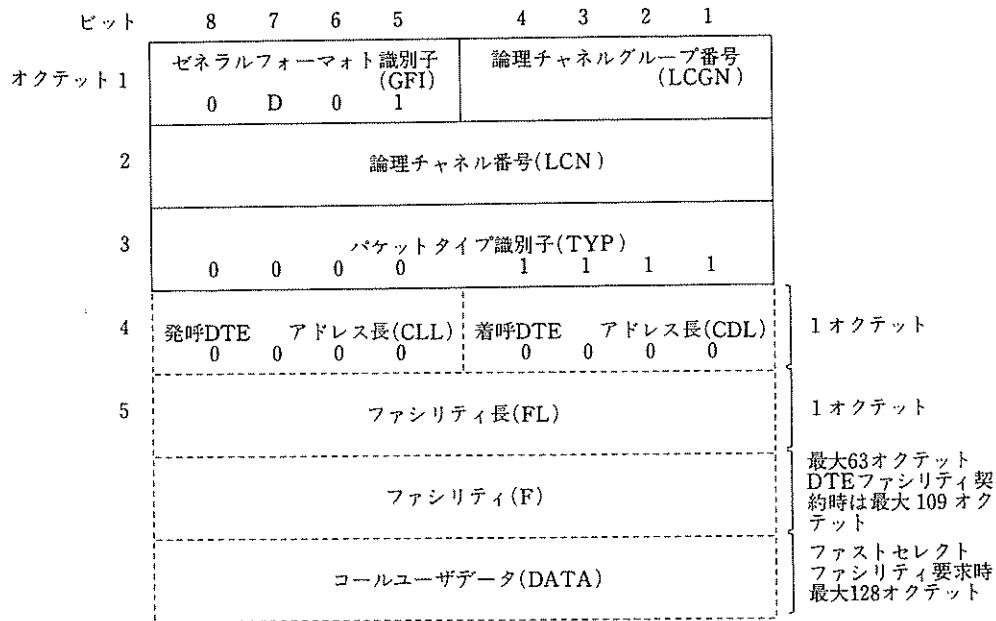 ビット 8 7 6 5 4 3 2 1
オクテット1
ゼネラルフォーマォト識別子
(GFI)
0 D 0 1
論理チャネルグループ番号
(LCGN)
2
論理チャネル番号(LCN)
3
パケットタイプ識別子(TYP)
0 0 0 0 1 1 1 1
4
発呼DTE アドレス長(CLL)
0 0 0 0
着呼DTE アドレス長(CDL)
0 0 0 0
1オクテット
5
ファシリティ長(FL)
1オクテット
ファシリティ(F)
最大63オクテット
DTEファシリティ契
約時は最大 109 オク
テット
コールユーザデータ(DATA)
ファストセレクト
ファシリティ要求時
最大128オクテット